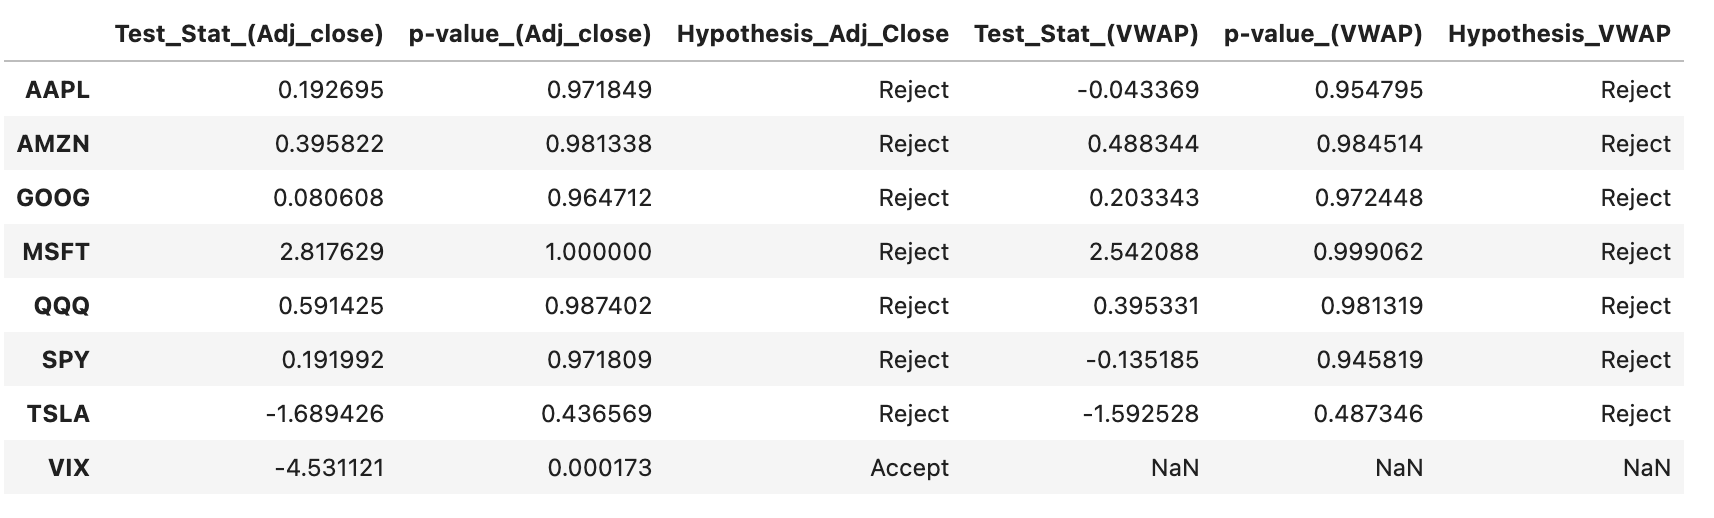 Test_Stat_(Adj_close) p-value_(Adj_close) Hypothesis_Adj_Close Test_Stat_(VWAP) p-value_(VWAP) Hypothesis_VWAP
AAPL 0.192695 0.971849 Reject -0.043369 0.954795 Reject
AMZN 0.395822 0.981338 Reject 0.488344 0.984514 Reject
GOOG 0.080608 0.964712 Reject 0.203343 0.972448 Reject
MSFT 2.817629 1.000000 Reject 2.542088 0.999062 Reject
QQQ 0.591425 0.987402 Reject 0.395331 0.981319 Reject
SPY 0.191992 0.971809 Reject -0.135185 0.945819 Reject
TSLA -1.689426 0.436569 Reject -1.592528 0.487346 Reject
VIX -4.531121 0.000173 Accept NaN NaN NaN